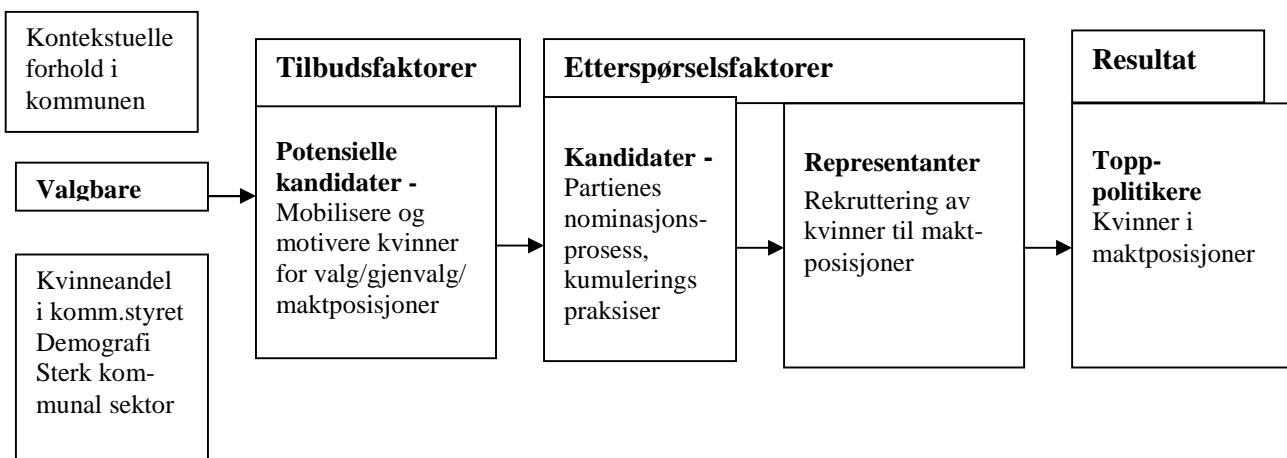 Kontekstuelle
forhold i
kommunen
Valgbare
Kvinneandel
i komm.styret
Demografi
Sterk kom-
munal sektor
Tilbudsfaktorer
Potensielle
kandidater -
Mobilisere og
motivere kvinner
for valg/gjenvalg/
maktposisjoner
Etterspørselsfaktorer
Kandidater -
Partienes
nominasjons-
prosess,
kumulerings
praksiser
Representanter
Rekruttering av
kvinner til makt-
posisjoner
Resultat
Topp-
politikere
Kvinner i
maktposisjoner